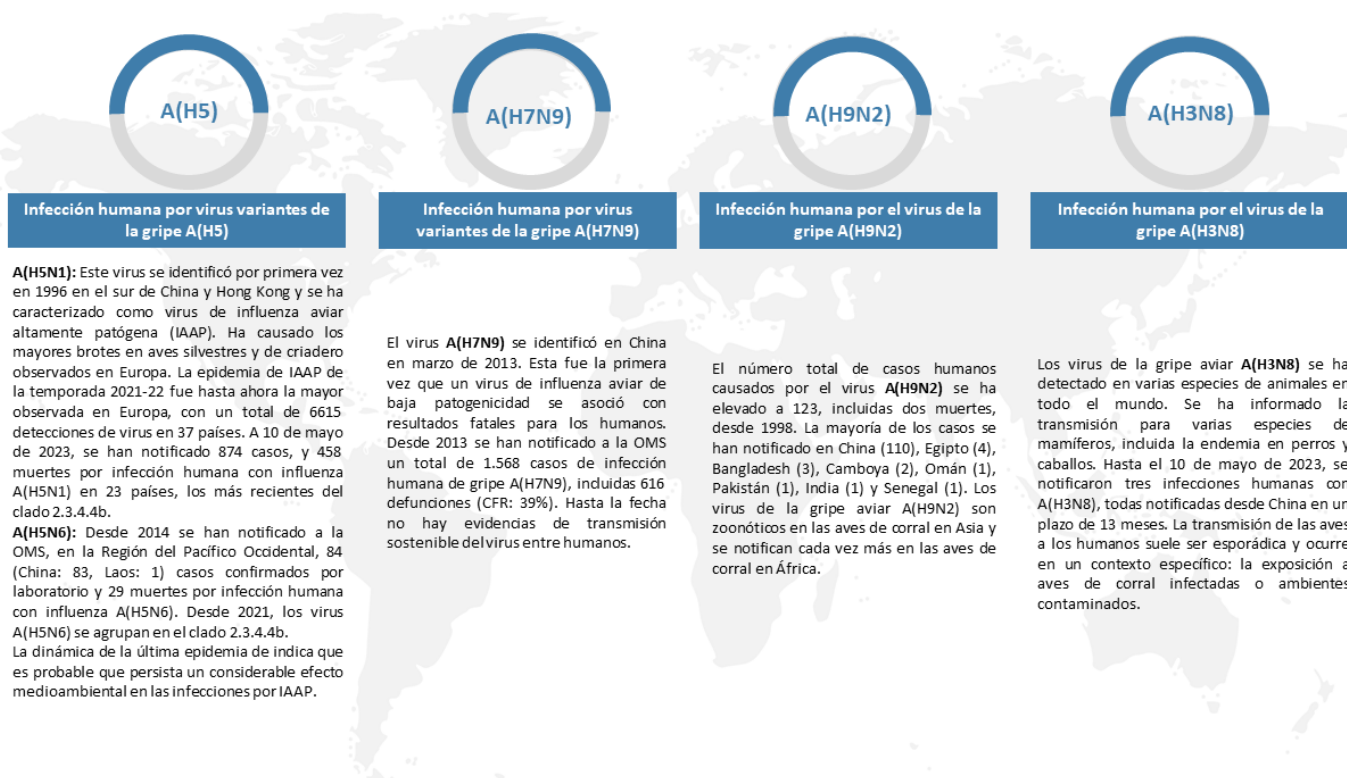 A(H5)
Infección humana por virus variantes de
la gripe A(H5)
A(H5N1): Este virus se identificó por primera vez
en 1996 en el sur de China y Hong Kong y se ha
caracterizado como virus de influenza aviar
altamente patógena (IAAP). Ha causado los
mayores brotes en aves silvestres y de criadero
observados en Europa. La epidemia de IAAP de
la temporada 2021-22 fue hasta ahora la mayor
observada en Europa, con un total de 6615
detecciones de virus en 37 países. A 10 de mayo
de 2023, se han notificado 874 casos, y 458
muertes por infección humana con influenza
A(H5N1) en 23 países, los más recientes del
clado 2.3.4.4b.
A(H5N6): Desde 2014 se han notificado a la
OMS, en la Región del Pacífico Occidental, 84
(China: 83, Laos: 1) casos confirmados por
laboratorio y 29 muertes por infección humana
con influenza A(H5N6). Desde 2021, los virus
A(H5N6) se agrupan en el clado 2.3.4.4b.
La dinámica de la última epidemia de indica que
es probable que persista un considerable efecto
medioambiental en las infecciones por IAAP.
A(H7N9)
Infección humana por virus
variantes de la gripe A(H7N9)
El virus A(H7N9) se identificó en China
en marzo de 2013. Esta fue la primera
vez que un virus de influenza aviar de
baja patogenicidad se asoció con
resultados fatales para los humanos.
Desde 2013 se han notificado a la OMS
un total de 1.568 casos de infección
humana de gripe A(H7N9), incluidas 616
defunciones (CFR: 39%). Hasta la fecha
no hay evidencias de transmisión
sostenible del virus entre humanos.
A(H9N2)
Infección humana por el virus de la
gripe A(H9N2)
El número total de casos humanos
causados por el virus A(H9N2) se ha
elevado a 123, incluidas dos muertes,
desde 1998. La mayoría de los casos se
han notificado en China (110), Egipto (4),
Bangladesh (3), Camboya (2), Omán (1),
Pakistán (1), India (1) y Senegal (1). Los
virus de la gripe aviar A(H9N2) son
zoonóticos en las aves de corral en Asia y
se notifican cada vez más en las aves de
corral en África.
A(H3N8)
Infección humana por el virus de la
gripe A(H3N8)
Los virus de la gripe aviar A(H3N8) se ha
detectado en varias especies de animales en
todo el mundo. Se ha informado la
transmisión para varias especies de
mamíferos, incluida la endemia en perros y
caballos. Hasta el 10 de mayo de 2023, se
notificaron tres infecciones humanas con
A(H3N8), todas notificadas desde China en un
plazo de 13 meses. La transmisión de las aves
a los humanos suele ser esporádica y ocurre
en un contexto específico: la exposición a
aves de corral infectadas o ambientes
contaminados.